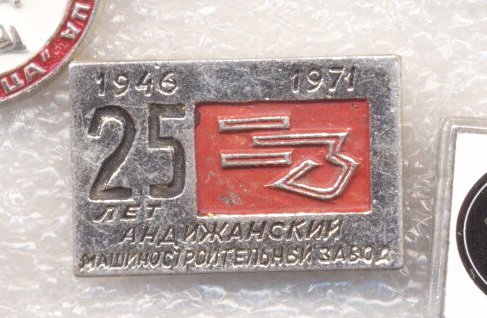 1946 1971
25
ЛЕТ
АНДИЖАНСКИЙ
МАШИНОСТРОИТЕЛЬНЫЙ ЗАВОД